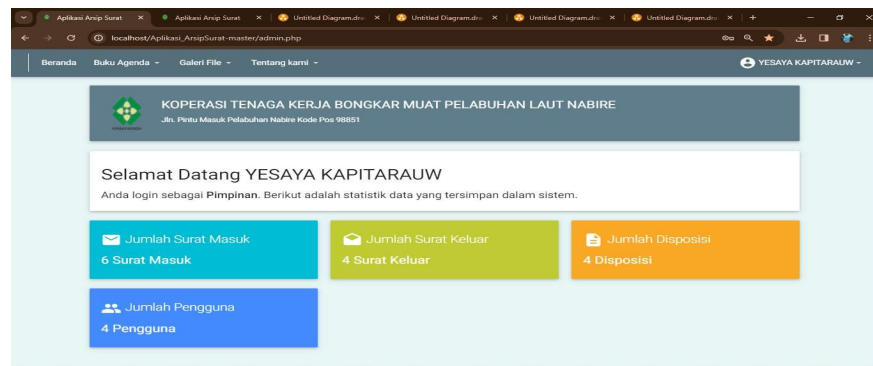 Aplikasi Arsip Surat
Aplikasi Arsip Surat
Untitled Diagram.dra
Untitled Diagram.dra
Untitled Diagram.dra
Untitled Diagram.dra
localhost/Aplikasi_ArsipSurat-master/admin.php
Beranda Buku Agenda Galeri File Tentang kami YESAYA KAPITARAUW
KOPERASI TENAGA KERJA BONGKAR MUAT PELABUHAN LAUT NABIRE
Jln. Pintu Masuk Pelabuhan Nabire Kode Pos 98851
Selamat Datang YESAYA KAPITARAUW
Anda login sebagai Pimpinan. Berikut adalah statistik data yang tersimpan dalam sistem.
Jumlah Surat Masuk
6 Surat Masuk
Jumlah Surat Keluar
4 Surat Keluar
Jumlah Disposisi
4 Disposisi
Jumlah Pengguna
4 Pengguna